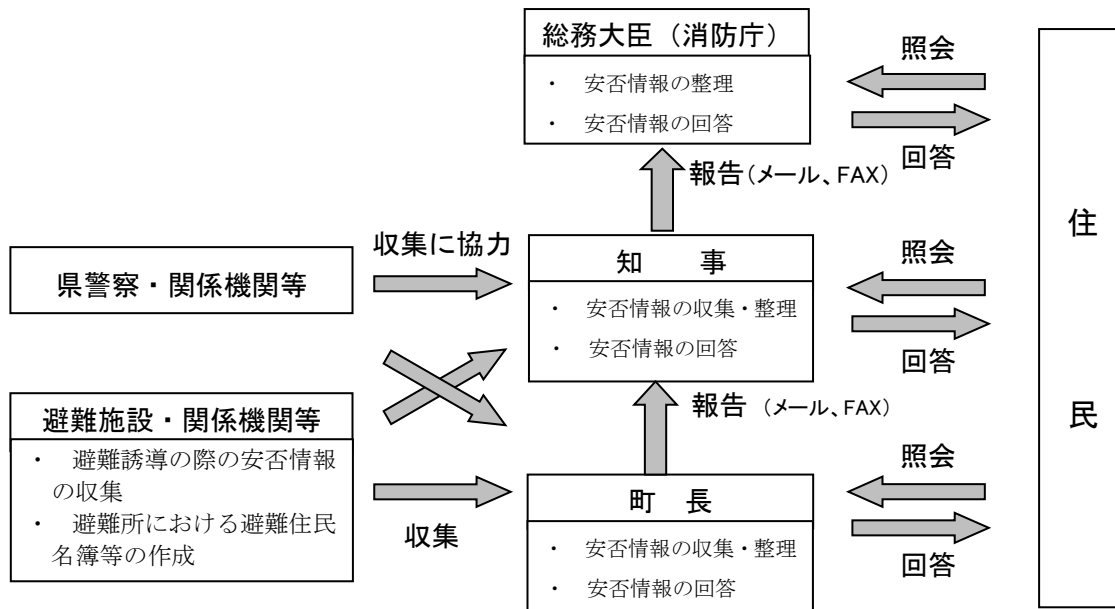 総務大臣（消防庁）
・ 安否情報の整理
・ 安否情報の回答
照会
回答
報告（メール、FAX）
県警察・関係機関等
収集に協力
知 事
・ 安否情報の収集・整理
・ 安否情報の回答
照会
回答
報告 （メール、FAX）
避難施設・関係機関等
・ 避難誘導の際の安否情報
の収集
・ 避難所における避難住民
名簿等の作成
収集
町 長
・ 安否情報の収集・整理
・ 安否情報の回答
照会
回答
住
民